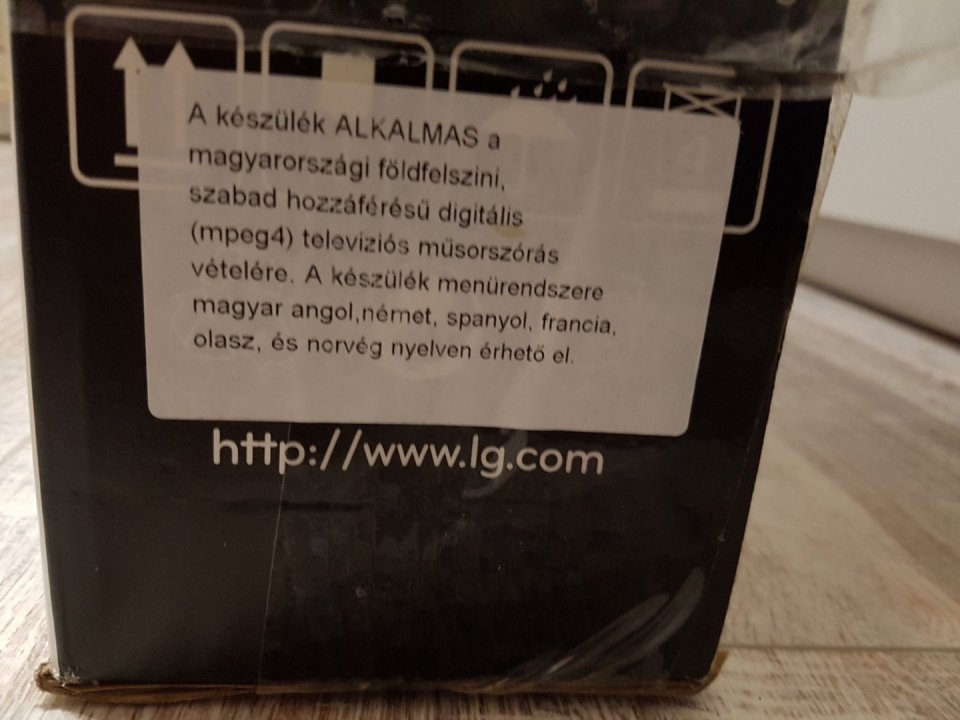 A készülék ALKALMAS a
magyarországi földfelszini,
szabad hozzáférésű digitális
(mpeg4) televiziós műsorszórás
vételére. A készülék menürendszere
magyar angol,német, spanyol, francia,
olasz, és norvég nyelven érhető el.
http://www.lg.com